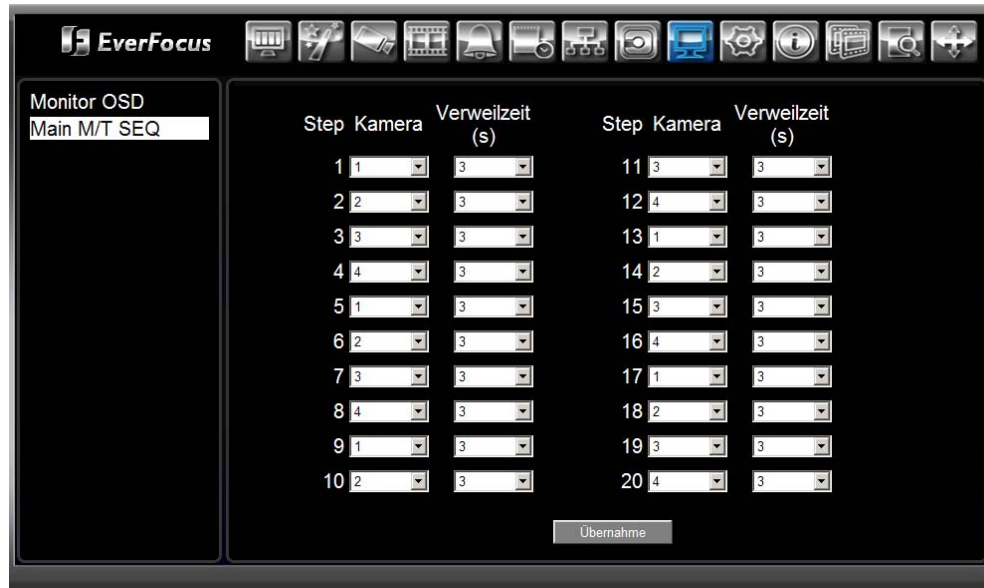 EverFocus
Monitor OSD
Main M/T SEQ
Step Kamera Verweilzeit (s) Step Kamera Verweilzeit (s)
1 1 3 11 3 3
2 2 3 12 4 3
3 3 3 13 1 3
4 4 3 14 2 3
5 1 3 15 3 3
6 2 3 16 4 3
7 3 3 17 1 3
8 4 3 18 2 3
9 1 3 19 3 3
10 2 3 20 4 3
Übernahme